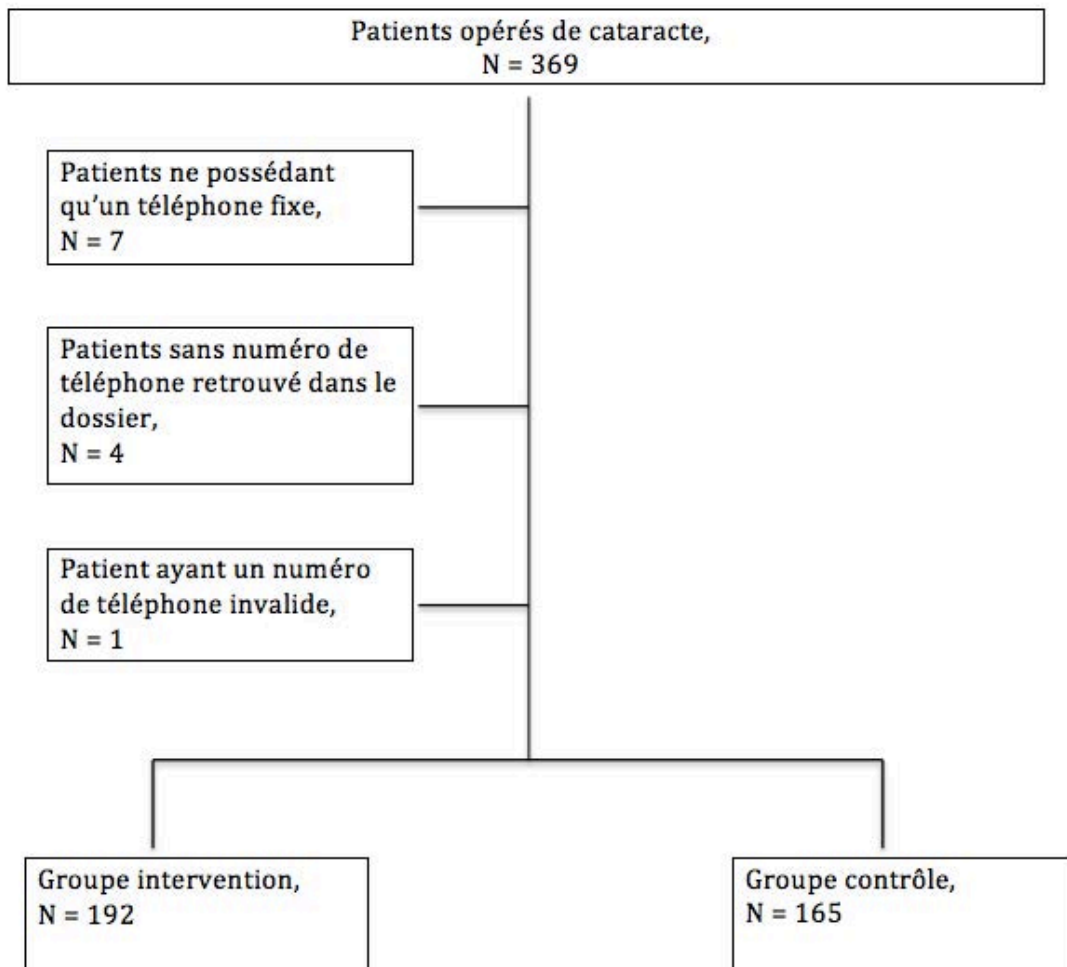 Patients opérés de cataracte,
N = 369
Patients ne possédant
qu’un téléphone fixe,
N = 7
Patients sans numéro de
téléphone retrouvé dans le
dossier,
N = 4
Patient ayant un numéro
de téléphone invalide,
N = 1
Groupe intervention,
N = 192
Groupe contrôle,
N = 165